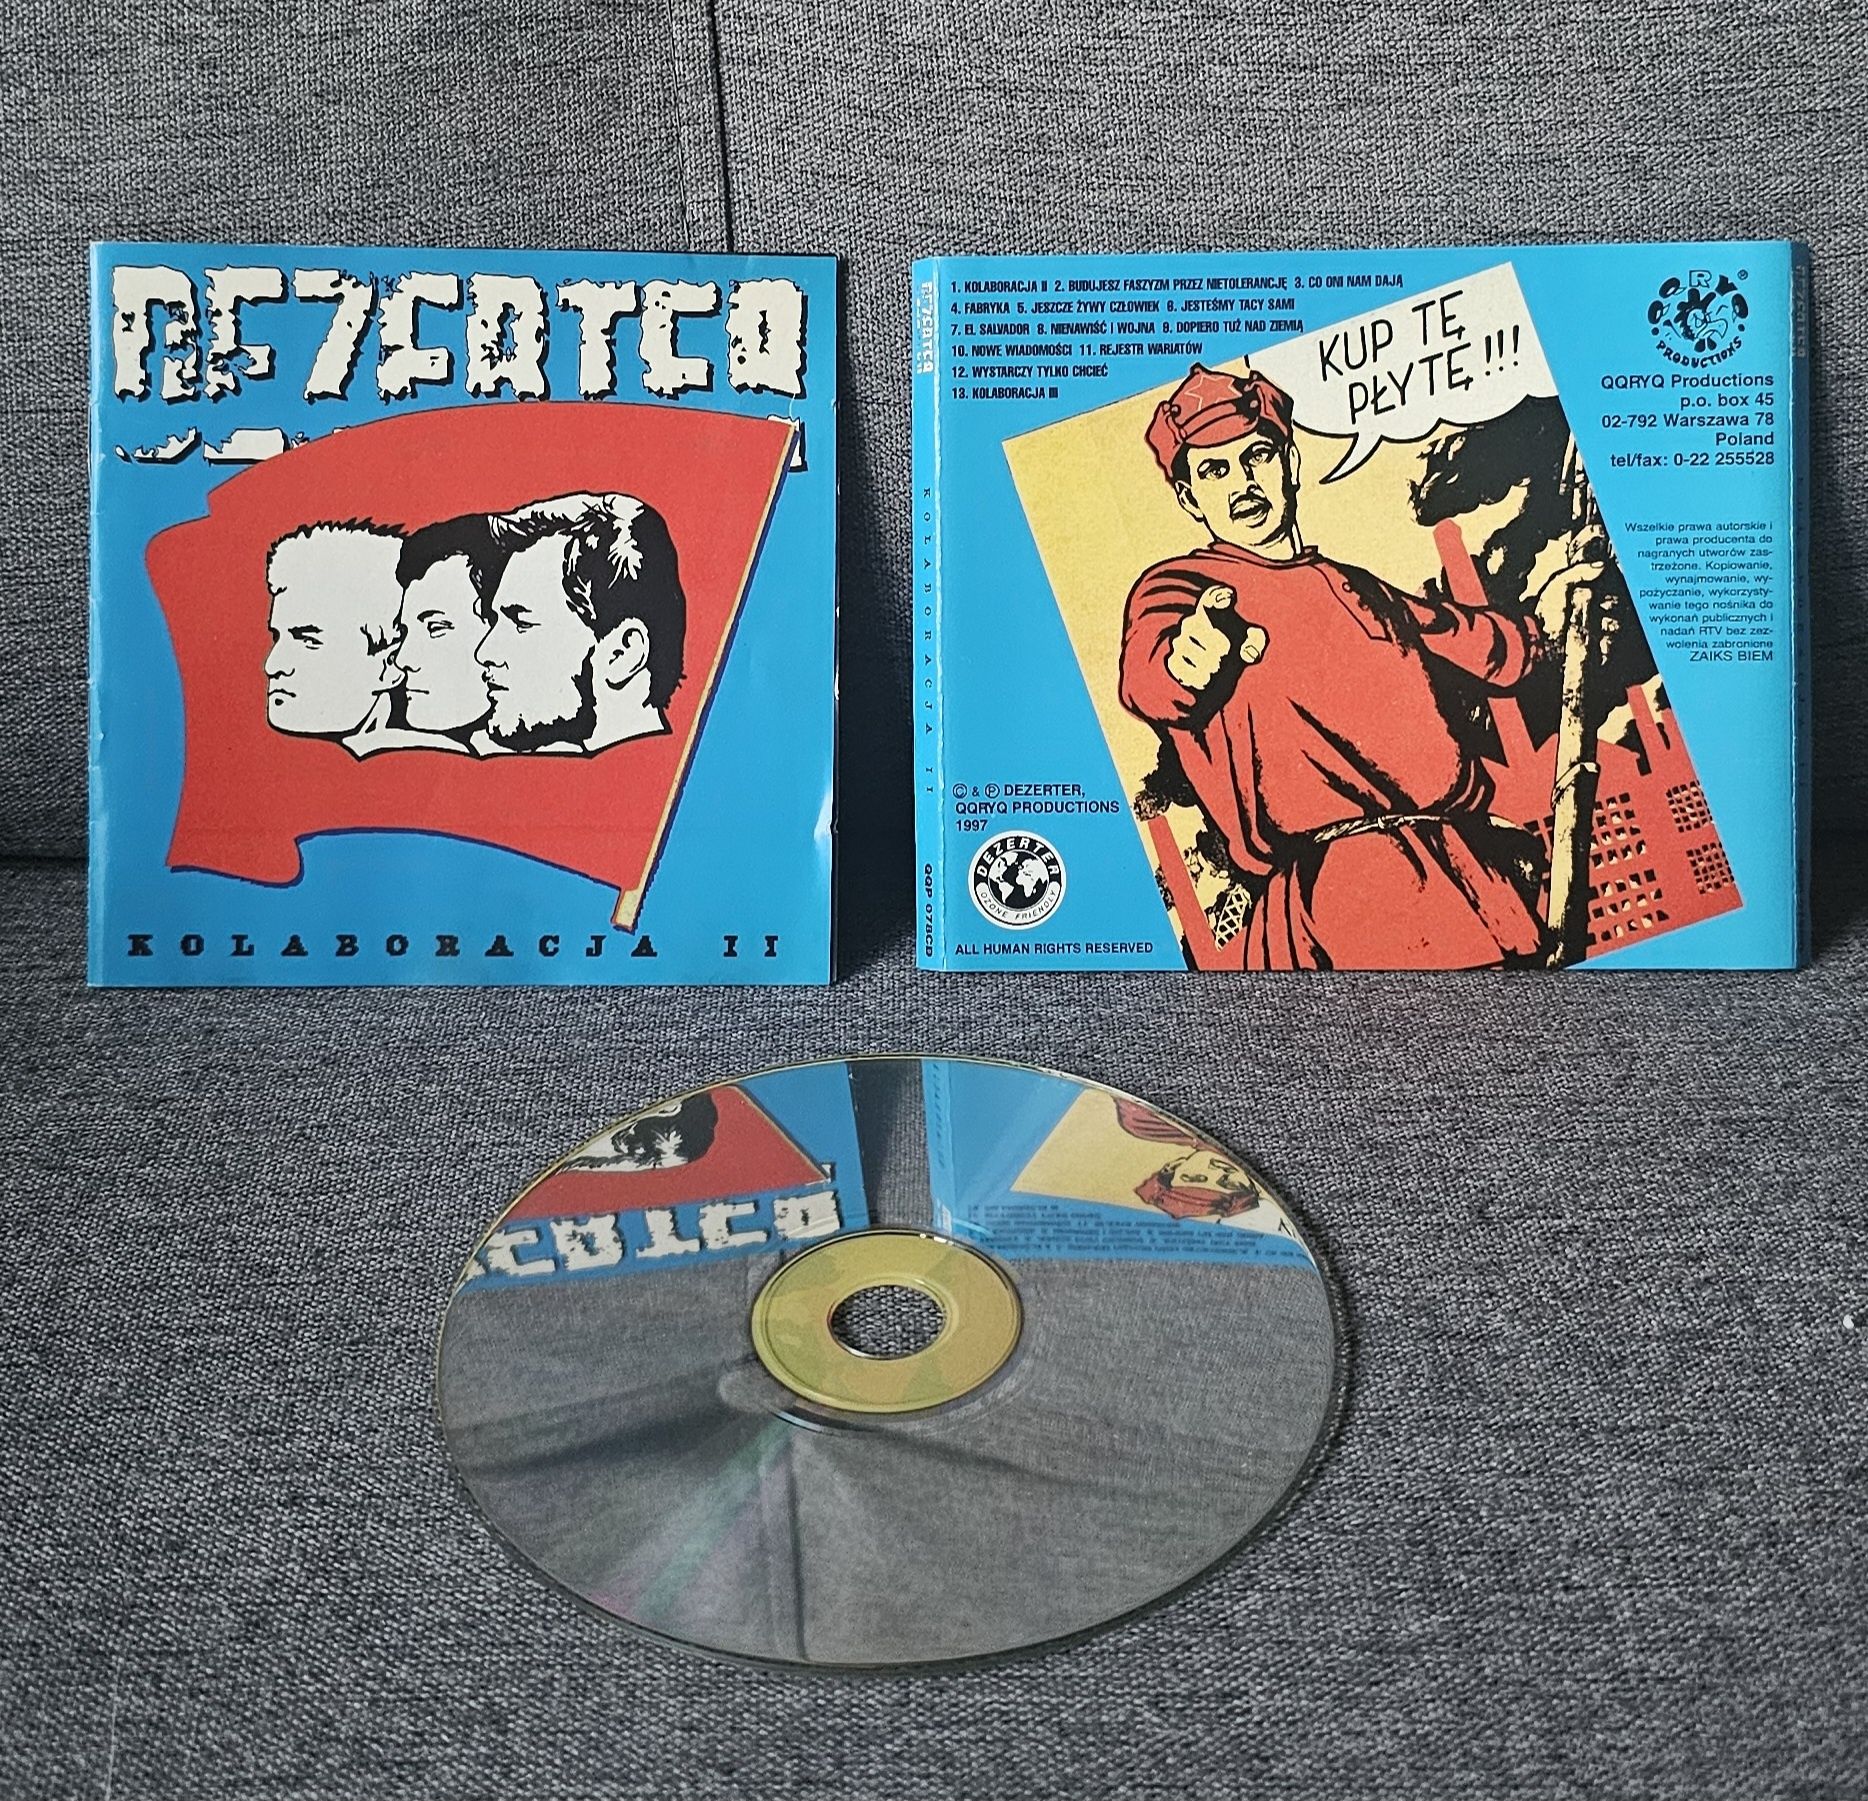 DEZERTER
KOLABORACJA II
DEZERTER
KOLABORACJA II
QQP 078CD
1. KOLABORACJA II 2. BUDUJESZ FASZYZM PRZEZ NIETOLERANCJĘ 3. CO ONI NAM DAJĄ
4. FABRYKA 5. JESZCZE ŻYWY CZŁOWIEK 6. JESTEŚMY TACY SAMI
7. EL SALVADOR 8. NIENAWIŚĆ I WOJNA 9. DOPIERO TUŻ NAD ZIEMIĄ
10. NOWE WIADOMOŚCI 11. REJESTR WARIATÓW
12. WYSTARCZY TYLKO CHCIEĆ
13. KOLABORACJA III
KUP TĘ
PŁYTĘ!!!
QQRYQ ®
PRODUCTIONS
QQRYQ Productions
p.o. box 45
02-792 Warszawa 78
Poland
tel/fax: 0-22 255528
Wszelkie prawa autorskie i
prawa producenta do
nagranych utworów zas-
trzeżone. Kopiowanie,
wynajmowanie, wy-
pożyczanie, wykorzysty-
wanie tego nośnika do
wykonań publicznych i
nadań RTV bez zez-
wolenia zabronione
ZAIKS BIEM
© & ℗ DEZERTER,
QQRYQ PRODUCTIONS
1997
DEZERTER
OZONE FRIENDLY
ALL HUMAN RIGHTS RESERVED